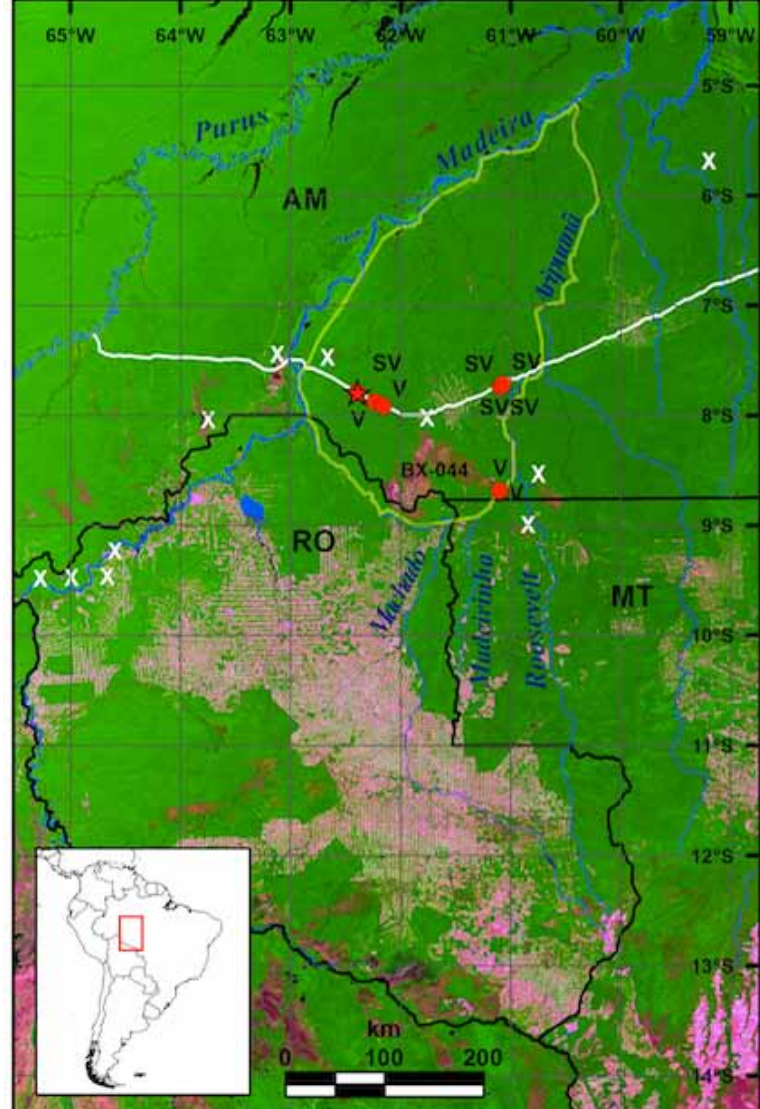 65°W 64°W 63°W 62°W 61°W 60°W 59°W
5°S
Purus
Madeira
X
AM
6°S
Aripuanã
7°S
X X
SV SV SV
V
V SVSV
X X 8°S
BX-044 V X
V
X 9°S
RO
X
X X X
Machado
Madeirinha
Roosevelt
MT
10°S
11°S
12°S
13°S
km
0 100 200
14°S